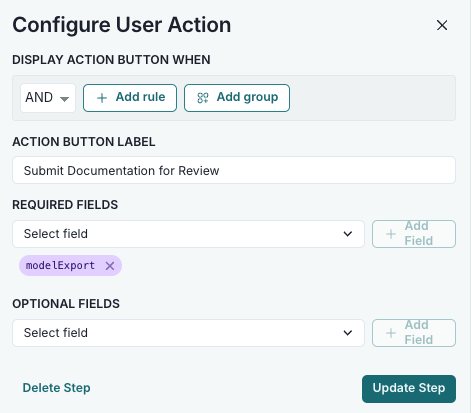 Configure User Action
DISPLAY ACTION BUTTON WHEN
AND
Add rule
Add group
ACTION BUTTON LABEL
Submit Documentation for Review
REQUIRED FIELDS
Select field
Add
Field
modelExport
OPTIONAL FIELDS
Select field
Add
Field
Delete Step
Update Step